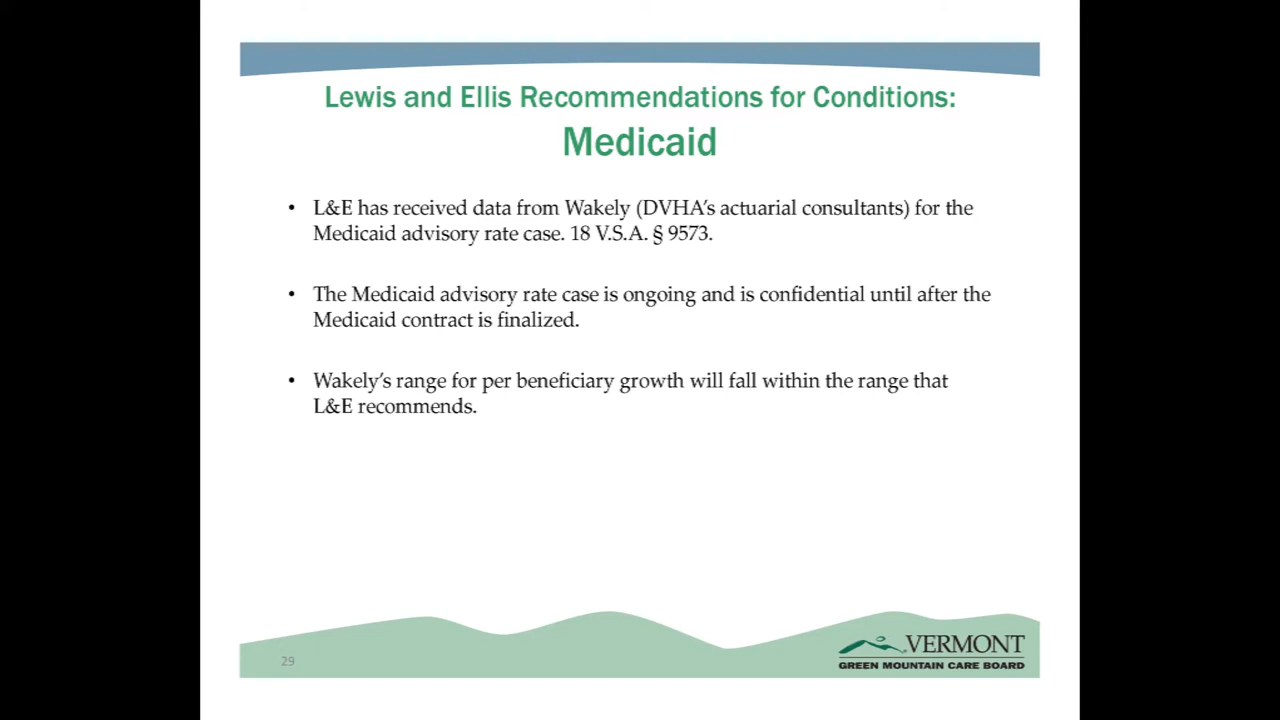 Lewis and Ellis Recommendations for Conditions:
Medicaid
• L&E has received data from Wakely (DVHA's actuarial consultants) for the
Medicaid advisory rate case. 18 V.S.A. § 9573.
• The Medicaid advisory rate case is ongoing and is confidential until after the
Medicaid contract is finalized.
• Wakely's range for per beneficiary growth will fall within the range that
L&E recommends.
29
VERMONT
GREEN MOUNTAIN CARE BOARD